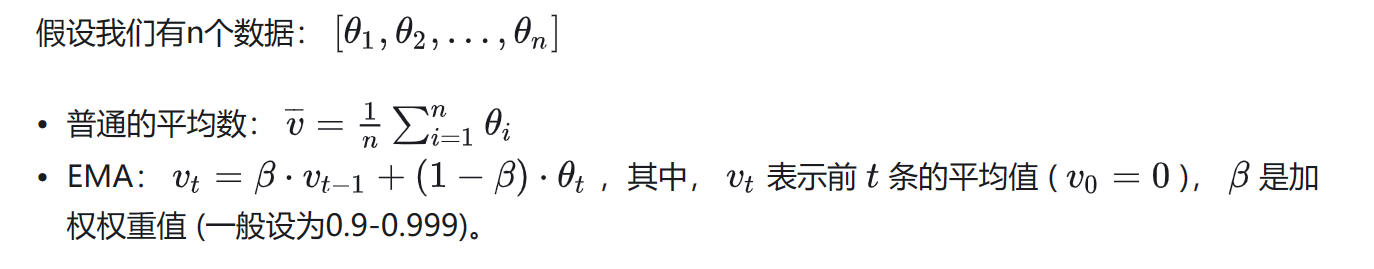 假设我们有n个数据： $[\theta_1, \theta_2, \ldots, \theta_n]$
• 普通的平均数： $\overline{v} = \frac{1}{n} \sum_{i=1}^{n} \theta_i$
• EMA： $v_t = \beta \cdot v_{t-1} + (1 - \beta) \cdot \theta_t$ ，其中， $v_t$ 表示前 $t$ 条的平均值 ( $v_0 = 0$ )， $\beta$ 是加
权权重值 (一般设为0.9-0.999)。